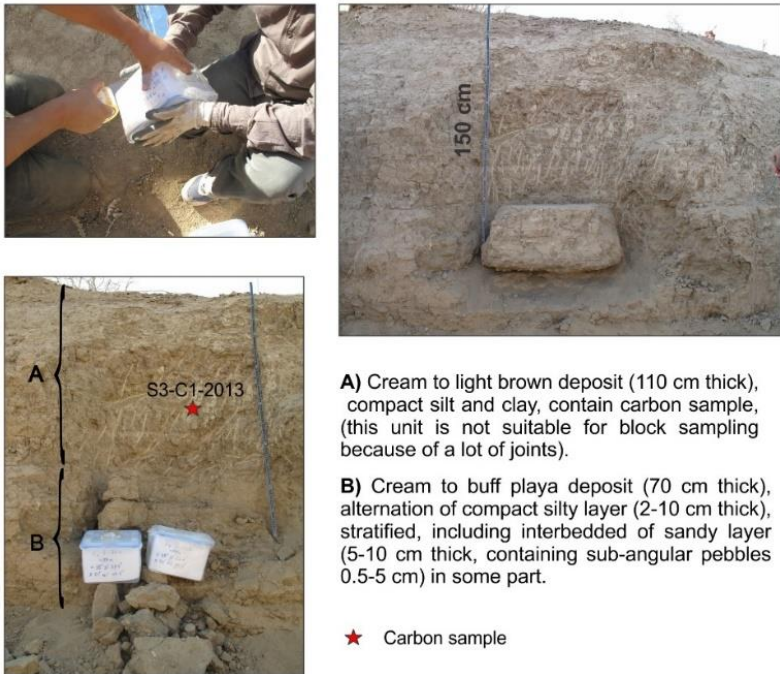 150 cm
A
S3-C1-2013
B
A) Cream to light brown deposit (110 cm thick),
compact silt and clay, contain carbon sample,
(this unit is not suitable for block sampling
because of a lot of joints).
B) Cream to buff playa deposit (70 cm thick),
alternation of compact silty layer (2-10 cm thick),
stratified, including interbedded of sandy layer
(5-10 cm thick, containing sub-angular pebbles
0.5-5 cm) in some part.
Carbon sample